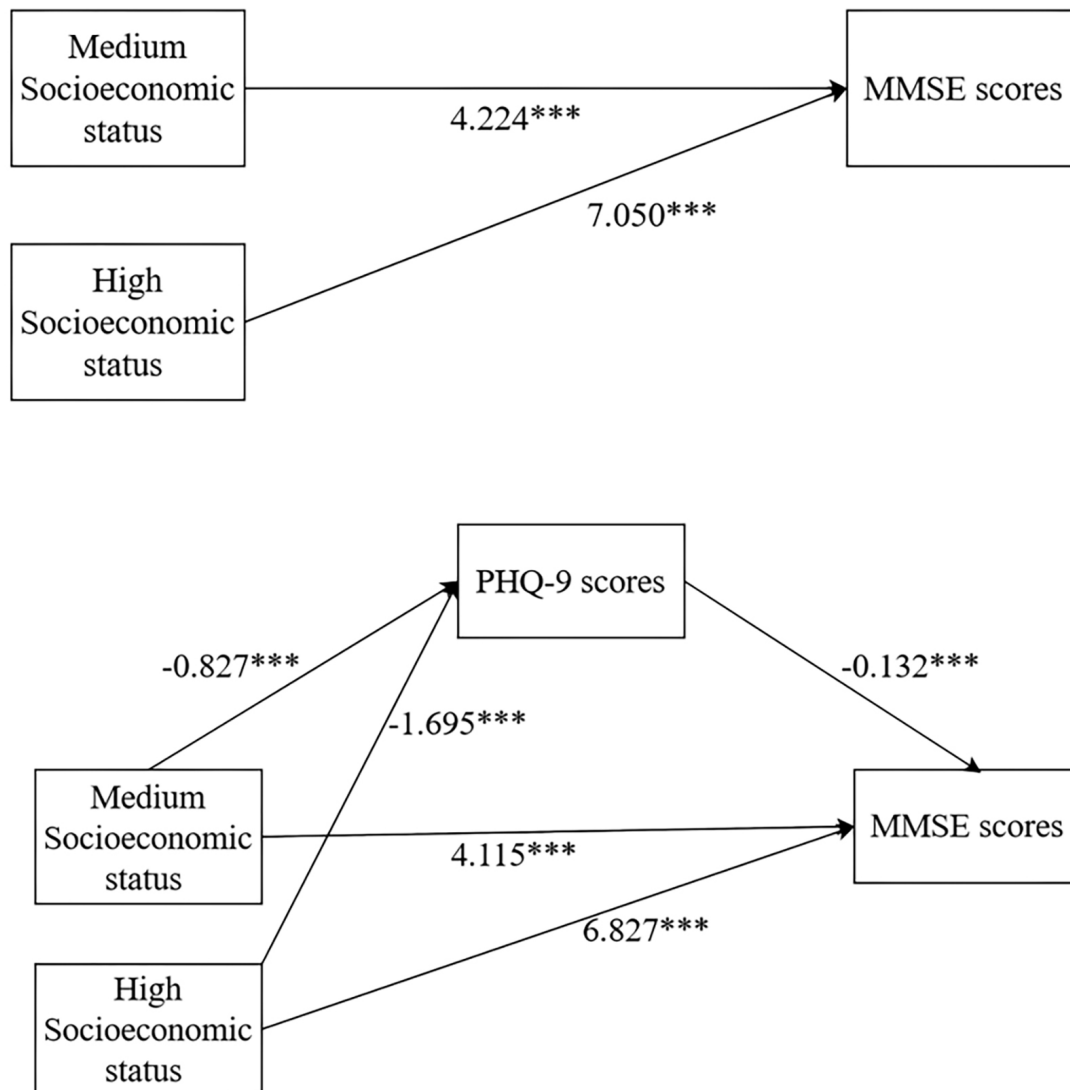 Medium
Socioeconomic
status
MMSE scores
4.224***
7.050***
High
Socioeconomic
status
PHQ-9 scores
-0.827***
-0.132***
-1.695***
Medium
Socioeconomic
status
MMSE scores
4.115***
6.827***
High
Socioeconomic
status